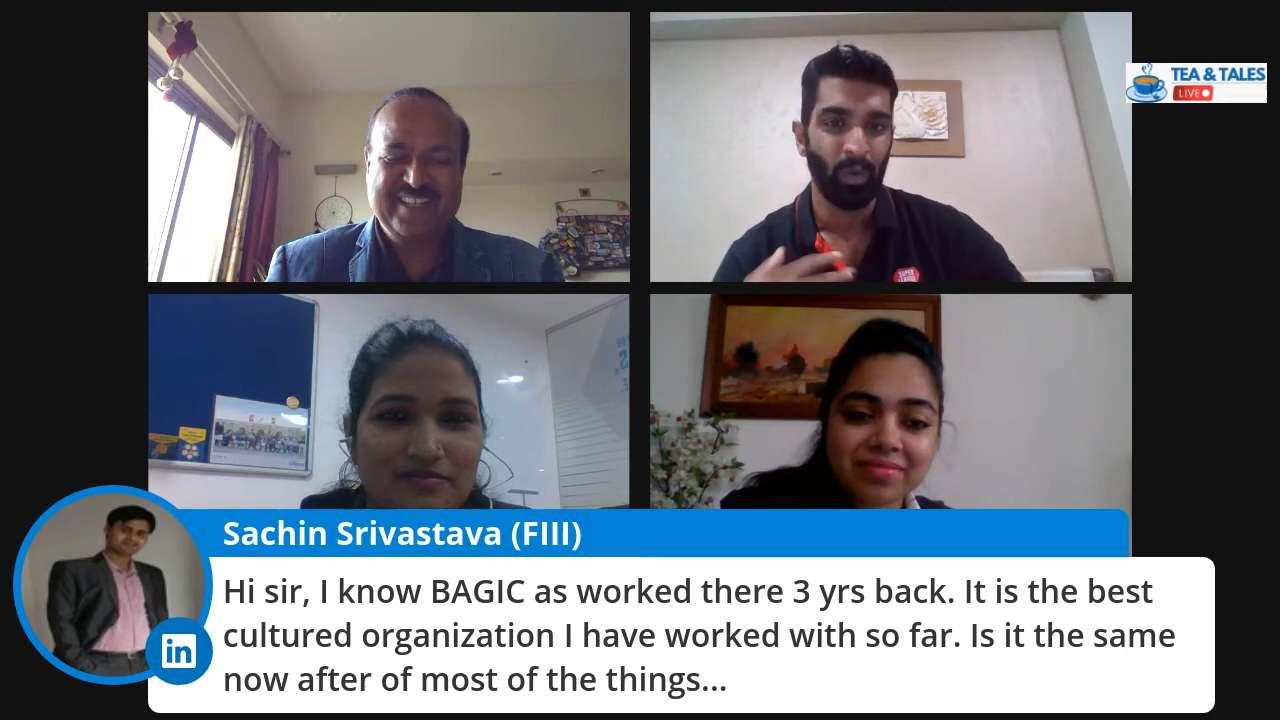 TEA & TALES
LIVE
SUPER
Sachin Srivastava (FIII)
Hi sir, I know BAGIC as worked there 3 yrs back. It is the best
cultured organization I have worked with so far. Is it the same
now after of most of the things...
in